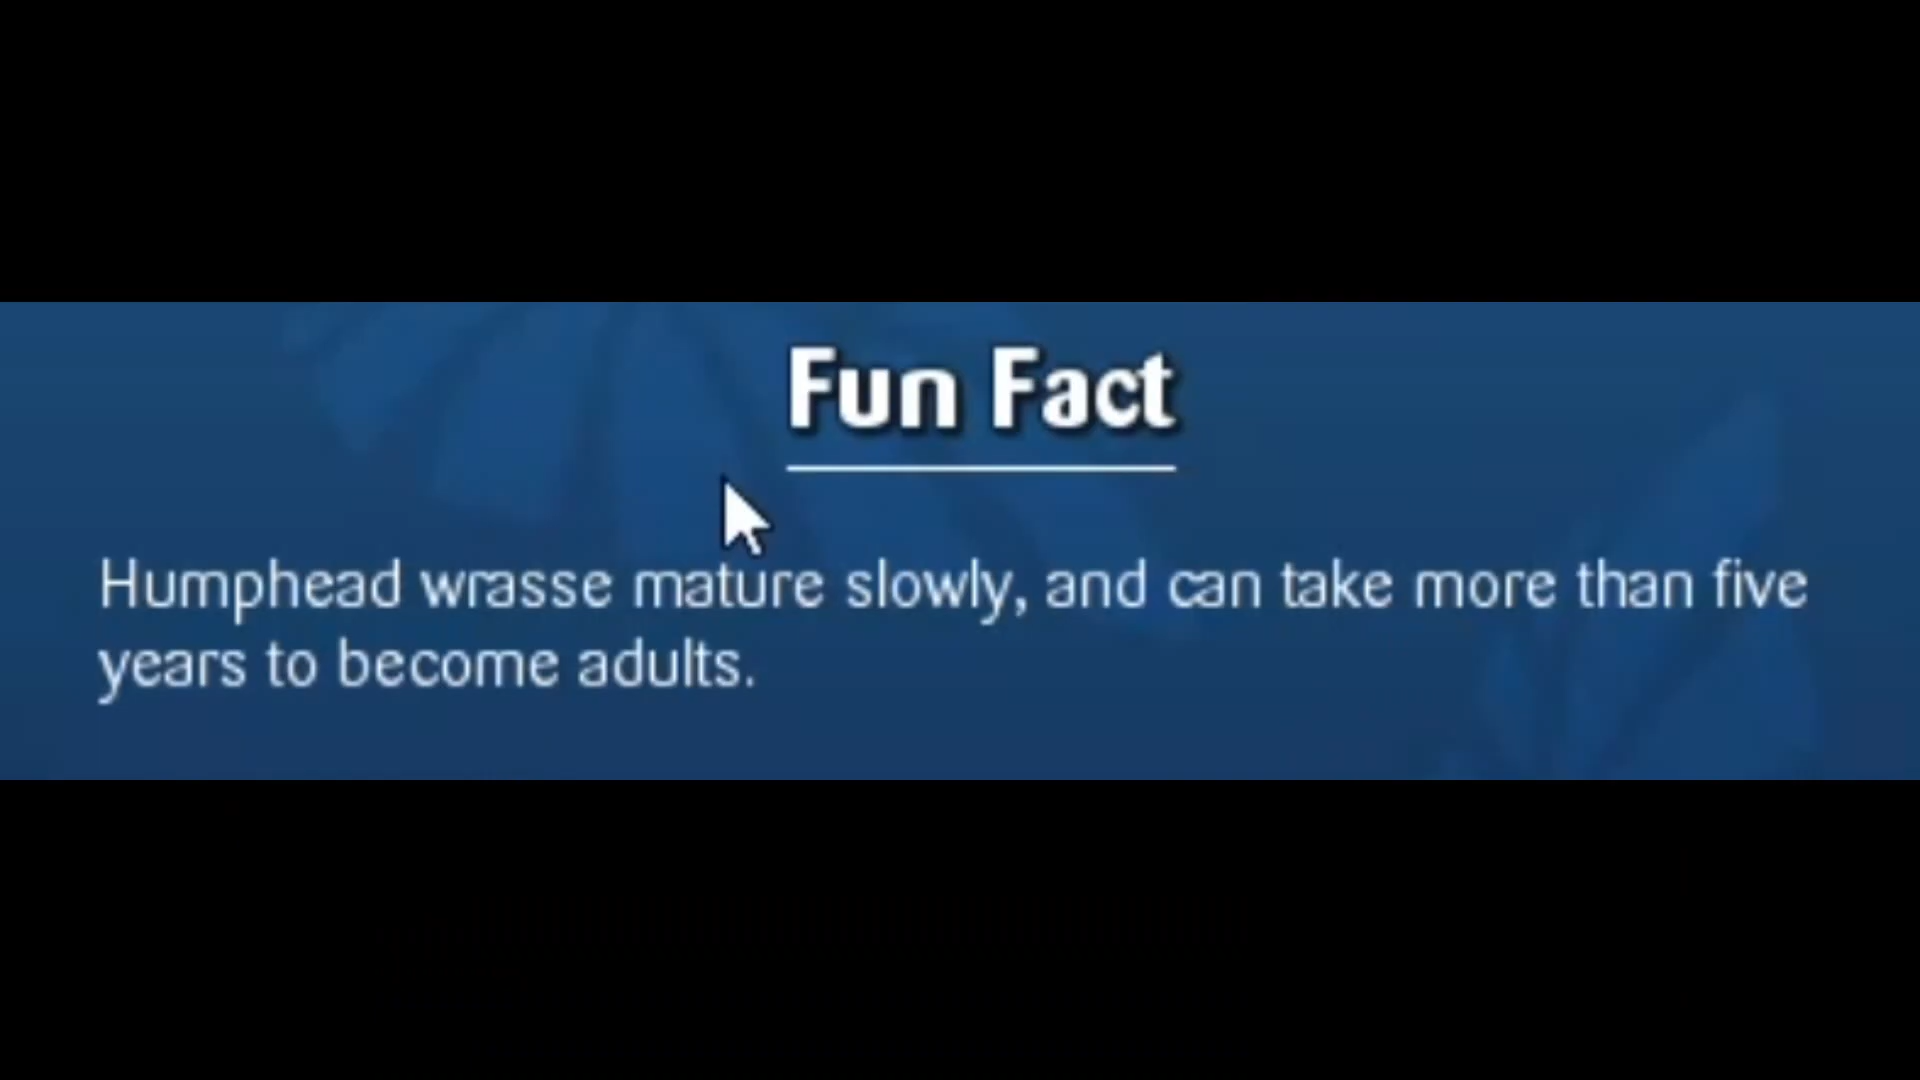 Fun Fact
Humphead wrasse mature slowly, and can take more than five
years to become adults.